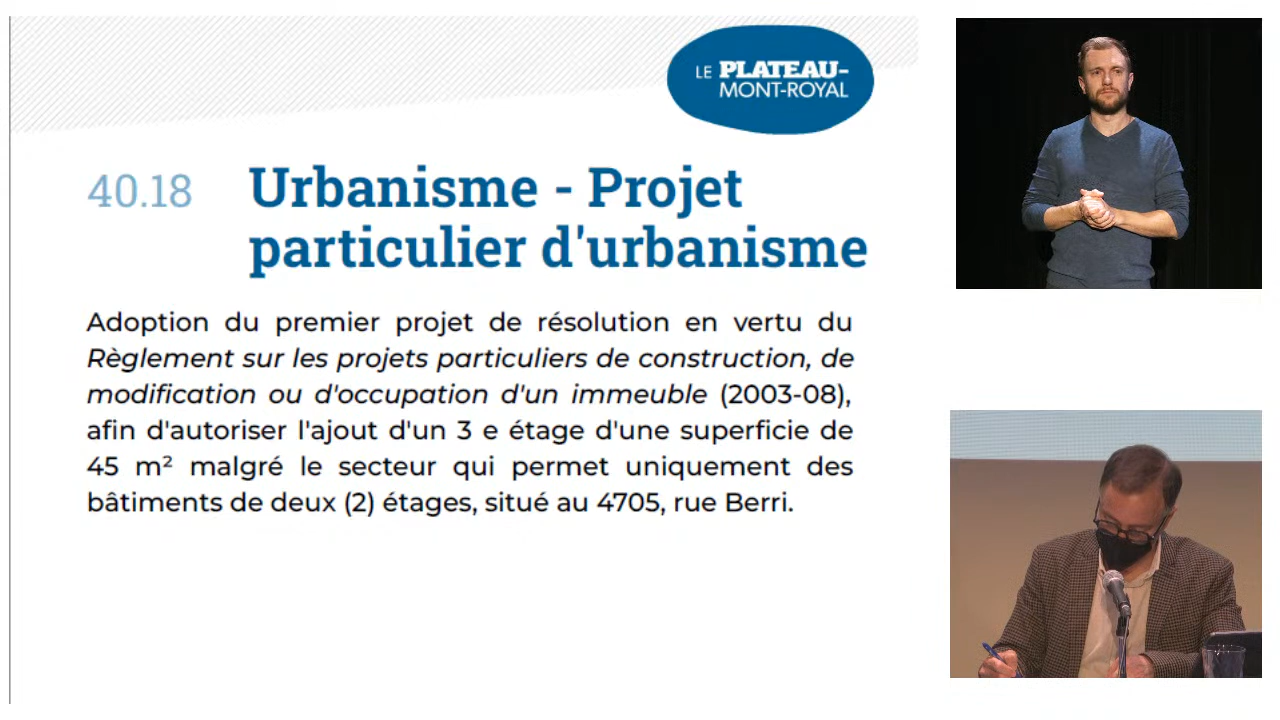 LE PLATEAU-
MONT-ROYAL
40.18 Urbanisme - Projet
particulier d'urbanisme
Adoption du premier projet de résolution en vertu du
Règlement sur les projets particuliers de construction, de
modification ou d'occupation d'un immeuble (2003-08),
afin d'autoriser l'ajout d'un 3 e étage d'une superficie de
45 m² malgré le secteur qui permet uniquement des
bâtiments de deux (2) étages, situé au 4705, rue Berri.